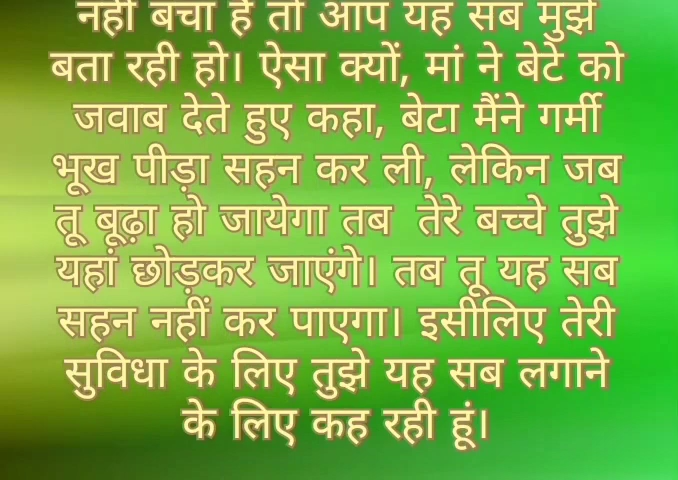 नहीं बचा है तो आप यह सब मुझे
बता रही हो। ऐसा क्यों, मां ने बेटे को
जवाब देते हुए कहा, बेटा मैंने गर्मी
भूख पीड़ा सहन कर ली, लेकिन जब
तू बूढ़ा हो जायेगा तब तेरे बच्चे तुझे
यहां छोड़कर जाएंगे। तब तू यह सब
सहन नहीं कर पाएगा। इसीलिए तेरी
सुविधा के लिए तुझे यह सब लगाने
के लिए कह रही हूं।